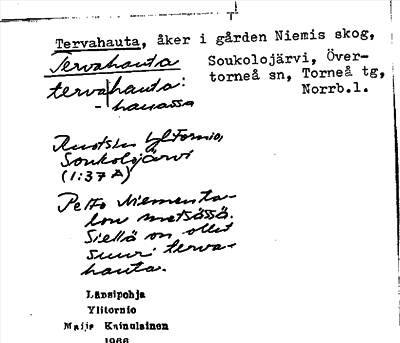 Tervahauta, åker i gården Niemis skog,
Tervahauta
Soukolojärvi, Över-
torneå sn, Torneå tg,
Norrb.l.
tervahauta:
- hauassa
Ruotsin Ylitornio,
Soukolojärvi
(1:37 A)
Pelto Niementa-
lon metsässä.
Siellä on ollut
suuri terva-
hauta.
Länsipohja
Ylitornio
Maija Kainulainen
1966